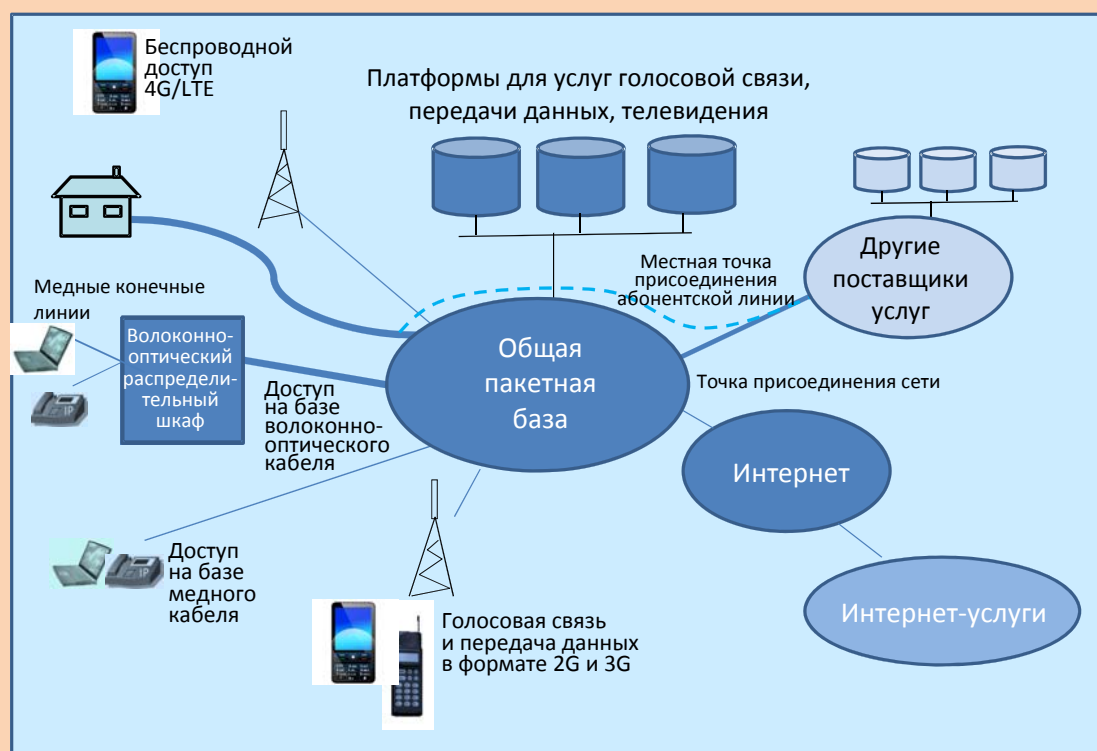 Беспроводной
доступ
4G/LTE
Платформы для услуг голосовой связи,
передачи данных, телевидения
Местная точка
присоединения
абонентской линии
Другие
поставщики
услуг
Медные конечные
линии
Волоконно-
оптический
распредели-
тельный
шкаф
Общая
пакетная
база
Точка присоединения сети
Доступ
на базе
волоконно-
оптического
кабеля
Интернет
IP
Доступ
на базе
медного
кабеля
IP
Интернет-услуги
Голосовая связь
и передача данных
в формате 2G и 3G